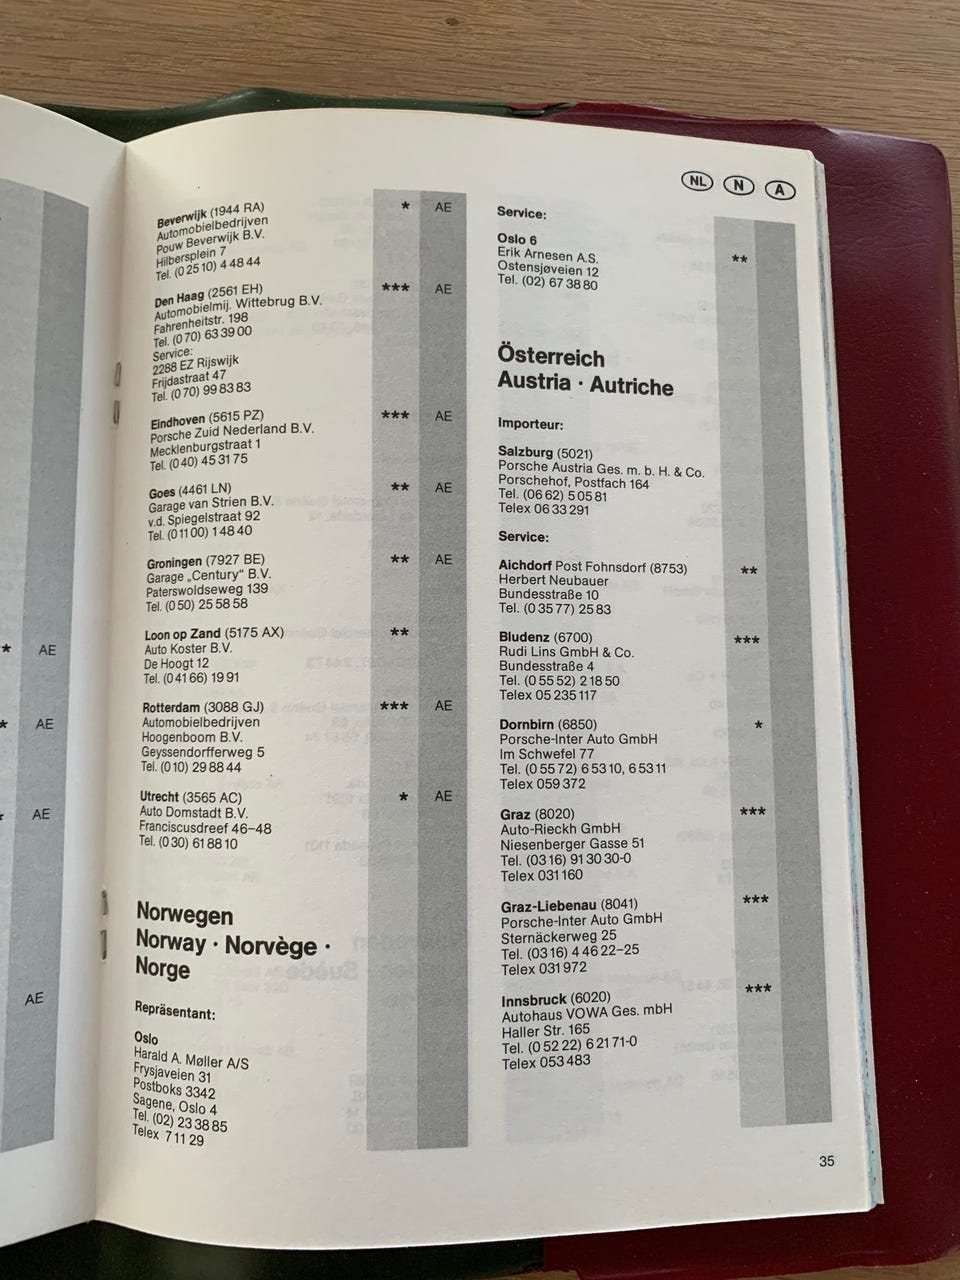 NL N A
Beverwijk (1944 RA) * AE
Automobielbedrijven
Pouw Beverwijk B.V.
Hilbersplein 7
Tel. (0 25 10) 4 48 44
Den Haag (2561 EH) *** AE
Automobielmij. Wittebrug B.V.
Fahrenheitstr. 198
Tel. (0 70) 63 39 00
Service:
2288 EZ Rijswijk
Frijdastraat 47
Tel. (0 70) 99 83 83
Eindhoven (5615 PZ) *** AE
Porsche Zuid Nederland B.V.
Mecklenburgstraat 1
Tel. (0 40) 45 31 75
Goes (4461 LN) ** AE
Garage van Strien B.V.
v.d. Spiegelstraat 92
Tel. (0 11 00) 1 48 40
Groningen (7927 BE) ** AE
Garage „Century“ B.V.
Paterswoldseweg 139
Tel. (0 50) 25 58 58
Loon op Zand (5175 AX) **
Auto Koster B.V.
De Hoogt 12
Tel. (0 41 66) 19 91
Rotterdam (3088 GJ) *** AE
Automobielbedrijven
Hoogenboom B.V.
Geyssendorfferweg 5
Tel. (0 10) 29 88 44
Utrecht (3565 AC) * AE
Auto Domstadt B.V.
Franciscusdreef 46–48
Tel. (0 30) 61 88 10
Norwegen
Norway · Norvège ·
Norge
Repräsentant:
Oslo
Harald A. Møller A/S
Frysjaveien 31
Postboks 3342
Sagene, Oslo 4
Tel. (02) 23 38 85
Telex 7 11 29
Service:
Oslo 6 **
Erik Arnesen A.S.
Ostensjøveien 12
Tel. (02) 67 38 80
Österreich
Austria · Autriche
Importeur:
Salzburg (5021)
Porsche Austria Ges. m. b. H. & Co.
Porschehof, Postfach 164
Tel. (06 62) 5 05 81
Telex 06 33 291
Service:
Aichdorf Post Fohnsdorf (8753) **
Herbert Neubauer
Bundesstraße 10
Tel. (0 35 77) 25 83
Bludenz (6700) ***
Rudi Lins GmbH & Co.
Bundesstraße 4
Tel. (0 55 52) 2 18 50
Telex 05 235 117
Dornbirn (6850) *
Porsche-Inter Auto GmbH
Im Schwefel 77
Tel. (0 55 72) 6 53 10, 6 53 11
Telex 059 372
Graz (8020) ***
Auto-Rieckh GmbH
Niesenberger Gasse 51
Tel. (03 16) 91 30 30-0
Telex 031 160
Graz-Liebenau (8041) ***
Porsche-Inter Auto GmbH
Sternäckerweg 25
Tel. (03 16) 4 46 22–25
Telex 031 972
Innsbruck (6020) ***
Autohaus VOWA Ges. mbH
Haller Str. 165
Tel. (0 52 22) 6 21 71-0
Telex 053 483
35
* AE
* AE
* AE
AE